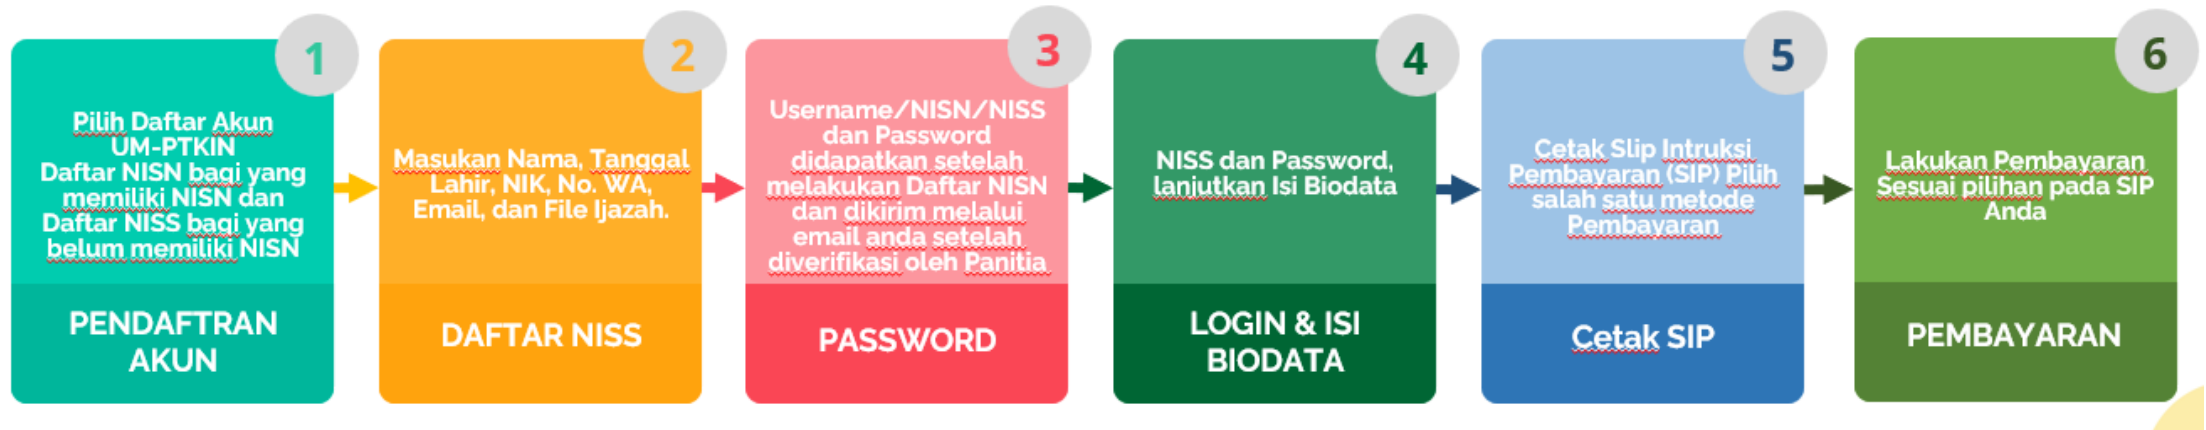 1
Pilih Daftar Akun
UM-PTKIN
Daftar NISN bagi yang
memiliki NISN dan
Daftar NISS bagi yang
belum memiliki NISN
PENDAFTRAN
AKUN
2
Masukan Nama, Tanggal
Lahir, NIK, No. WA,
Email, dan File Ijazah.
DAFTAR NISS
3
Username/NISN/NISS
dan Password
didapatkan setelah
melakukan Daftar NISN
dan dikirim melalui
email anda setelah
diverifikasi oleh Panitia
PASSWORD
4
NISS dan Password,
lanjutkan Isi Biodata
LOGIN & ISI
BIODATA
5
Cetak Slip Intruksi
Pembayaran (SIP) Pilih
salah satu metode
Pembayaran
Cetak SIP
6
Lakukan Pembayaran
Sesuai pilihan pada SIP
Anda
PEMBAYARAN